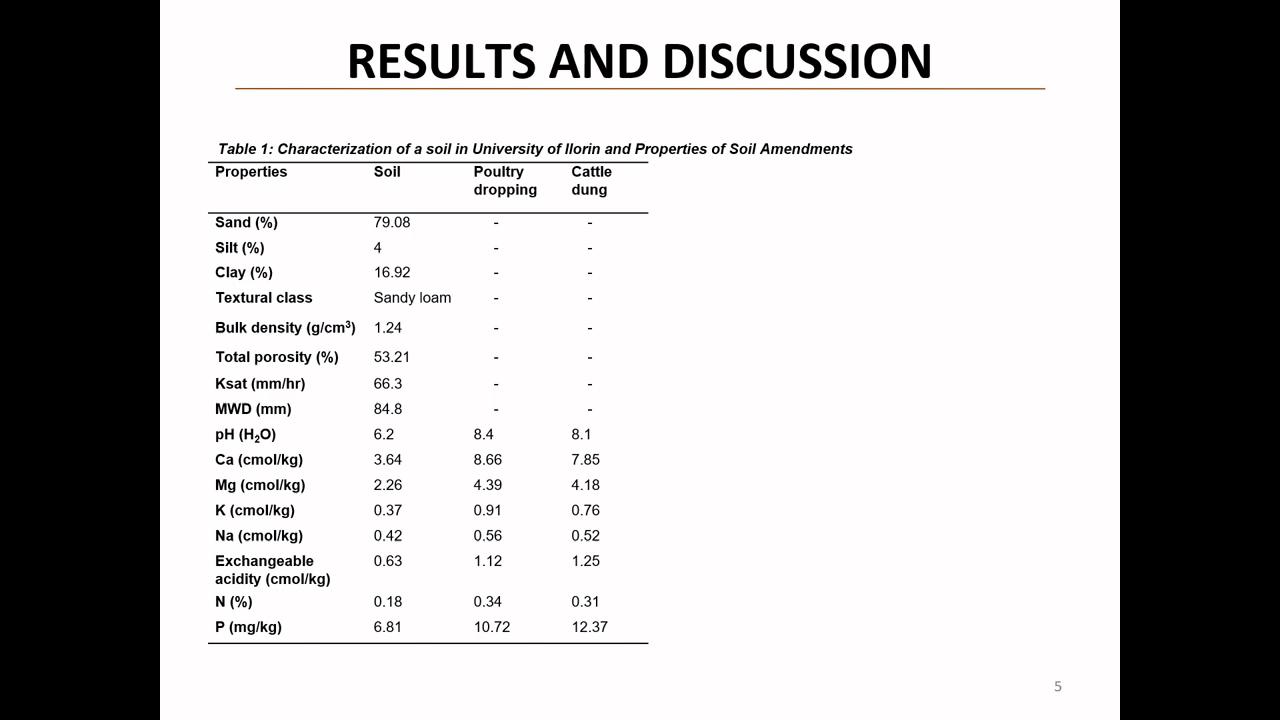 RESULTS AND DISCUSSION
Table 1: Characterization of a soil in University of Ilorin and Properties of Soil Amendments
Properties Soil Poultry dropping Cattle dung
Sand (%) 79.08 - -
Silt (%) 4 - -
Clay (%) 16.92 - -
Textural class Sandy loam - -
Bulk density (g/cm³) 1.24 - -
Total porosity (%) 53.21 - -
Ksat (mm/hr) 66.3 - -
MWD (mm) 84.8 - -
pH (H₂O) 6.2 8.4 8.1
Ca (cmol/kg) 3.64 8.66 7.85
Mg (cmol/kg) 2.26 4.39 4.18
K (cmol/kg) 0.37 0.91 0.76
Na (cmol/kg) 0.42 0.56 0.52
Exchangeable acidity (cmol/kg) 0.63 1.12 1.25
N (%) 0.18 0.34 0.31
P (mg/kg) 6.81 10.72 12.37
5